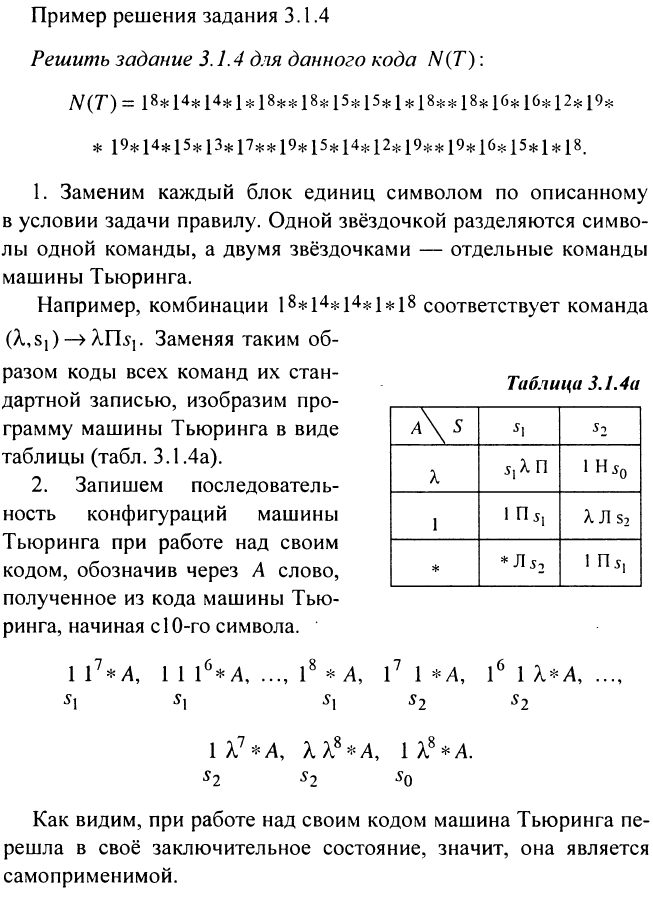 Пример решения задания 3.1.4
Решить задание 3.1.4 для данного кода N(T):
N(T) = 1⁸*1⁴*1⁴*1*1⁸**1⁸*1⁵*1⁵*1*1⁸**1⁸*1⁶*1⁶*1²*1⁹*
* 1⁹*1⁴*1⁵*1³*1⁷**1⁹*1⁵*1⁴*1²*1⁹**1⁹*1⁶*1⁵*1*1⁸.
1. Заменим каждый блок единиц символом по описанному
в условии задачи правилу. Одной звёздочкой разделяются симво-
лы одной команды, а двумя звёздочками — отдельные команды
машины Тьюринга.
Например, комбинации 1⁸*1⁴*1⁴*1*1⁸ соответствует команда
(λ,s₁) → λПs₁. Заменяя таким об-
разом коды всех команд их стан-
дартной записью, изобразим про-
грамму машины Тьюринга в виде
таблицы (табл. 3.1.4а).
2. Запишем последователь-
ность конфигураций машины
Тьюринга при работе над своим
кодом, обозначив через А слово,
полученное из кода машины Тью-
ринга, начиная с10-го символа.
Таблица 3.1.4а
A \ S s₁ s₂
λ s₁ λ П 1 Н s₀
1 1 П s₁ λ Л s₂
* * Л s₂ 1 П s₁
1 1⁷ * A, 1 1 1⁶ * A, ..., 1⁸ * A, 1⁷ 1 * A, 1⁶ 1 λ * A, ...,
s₁ s₁ s₁ s₂ s₂
1 λ⁷ * A, λ λ⁸ * A, 1 λ⁸ * A.
s₂ s₂ s₀
Как видим, при работе над своим кодом машина Тьюринга пе-
решла в своё заключительное состояние, значит, она является
самоприменимой.